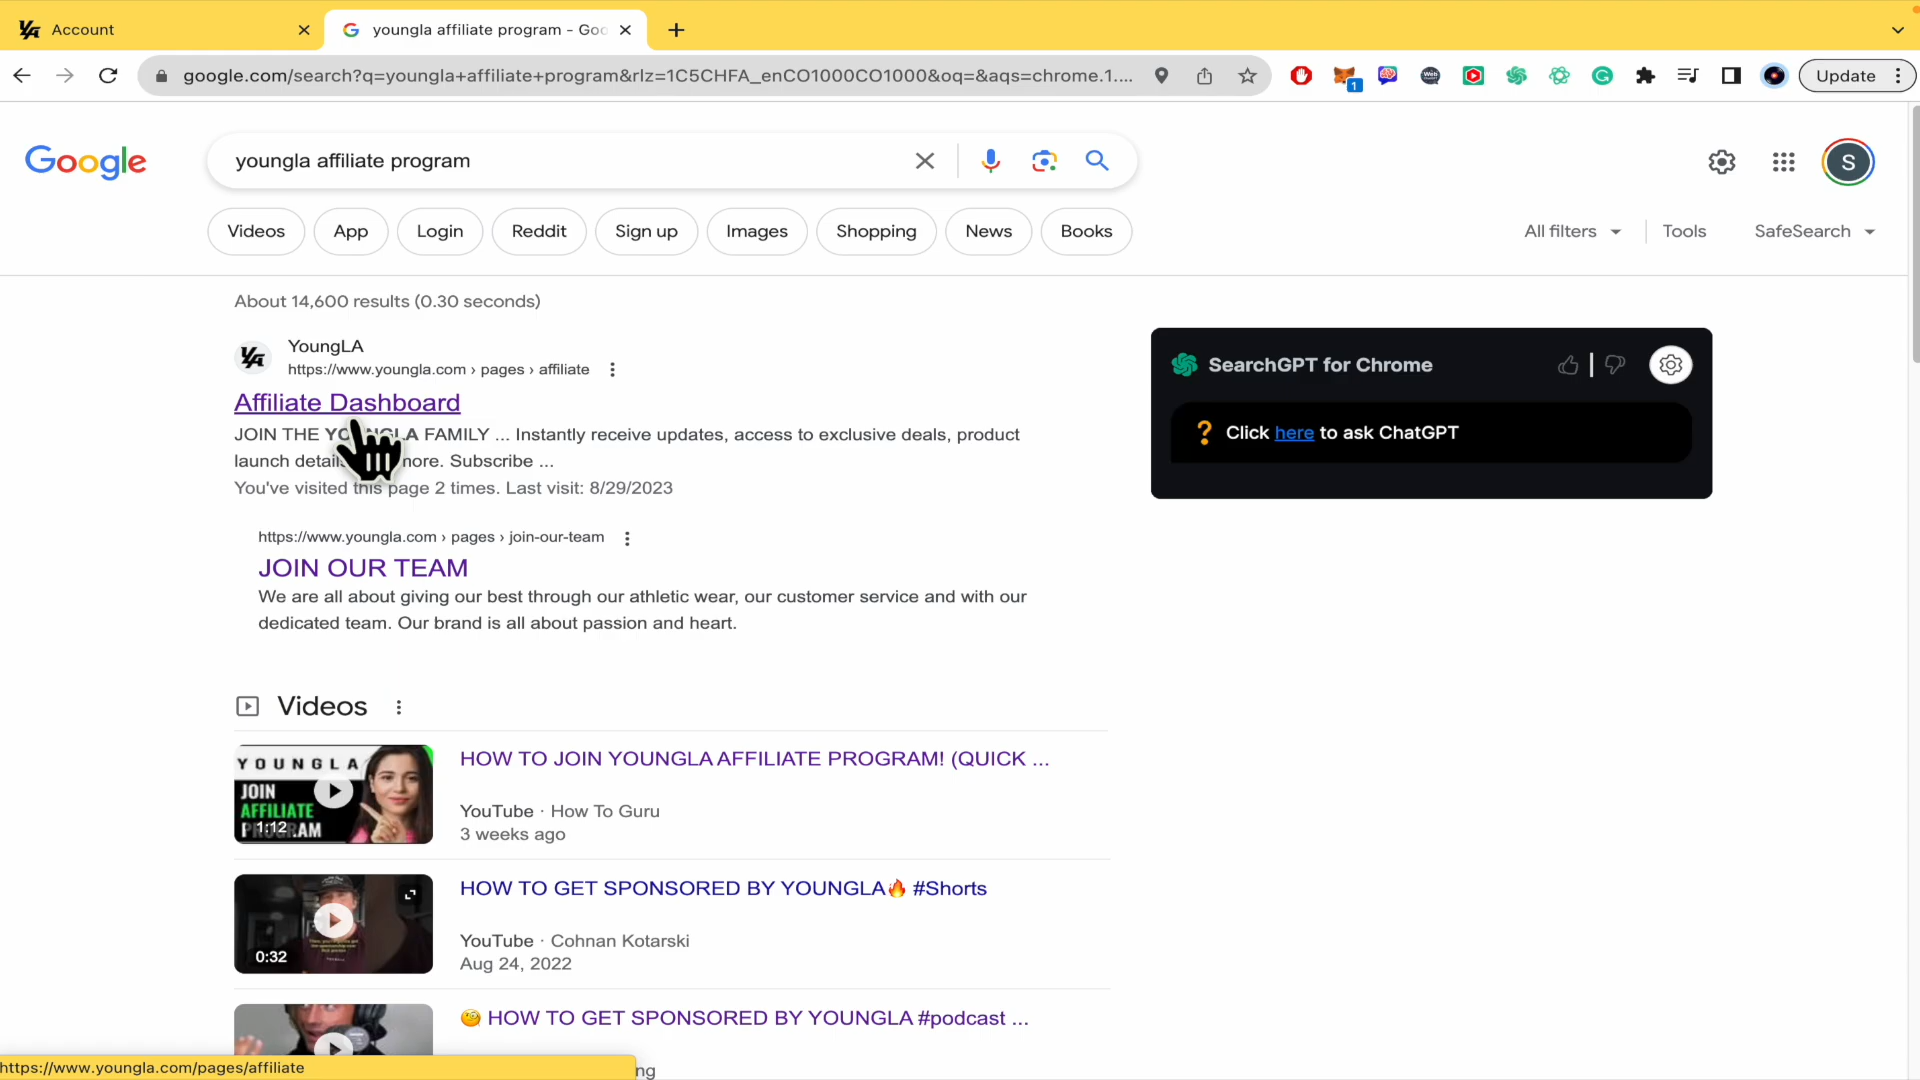 Account
youngla affiliate program - Goo
google.com/search?q=youngla+affiliate+program&rlz=1C5CHFA_enCO1000CO1000&oq=&aqs=chrome.1....
1
Update
Google
youngla affiliate program
S
Videos
App
Login
Reddit
Sign up
Images
Shopping
News
Books
All filters
Tools
SafeSearch
About 14,600 results (0.30 seconds)
YoungLA
https://www.youngla.com › pages › affiliate
Affiliate Dashboard
JOIN THE YOUNGLA FAMILY ... Instantly receive updates, access to exclusive deals, product
launch details more. Subscribe ...
You've visited this page 2 times. Last visit: 8/29/2023
https://www.youngla.com › pages › join-our-team
JOIN OUR TEAM
We are all about giving our best through our athletic wear, our customer service and with our
dedicated team. Our brand is all about passion and heart.
SearchGPT for Chrome
Click here to ask ChatGPT
Videos
YOUNGLA
JOIN
AFFILIATE
PROGRAM
1:12
HOW TO JOIN YOUNGLA AFFILIATE PROGRAM! (QUICK ...
YouTube · How To Guru
3 weeks ago
0:32
HOW TO GET SPONSORED BY YOUNGLA🔥 #Shorts
YouTube · Cohnan Kotarski
Aug 24, 2022
🧐 HOW TO GET SPONSORED BY YOUNGLA #podcast ...
ng
https://www.youngla.com/pages/affiliate